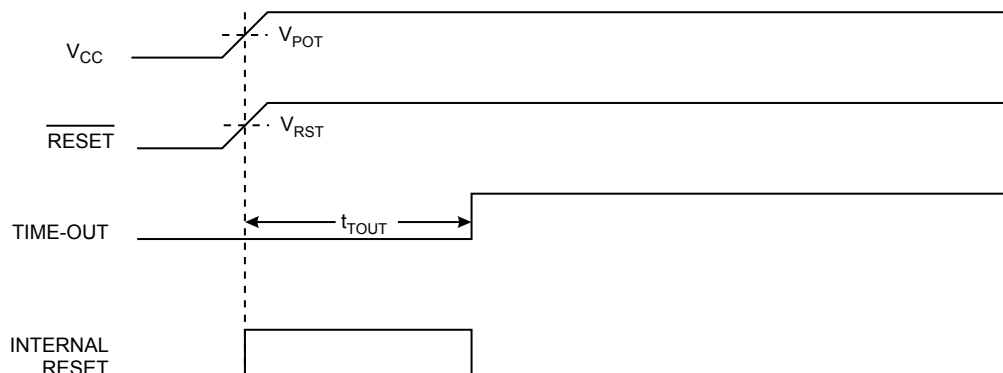 V_CC
V_POT
RESET
V_RST
TIME-OUT
t_TOUT
INTERNAL
RESET